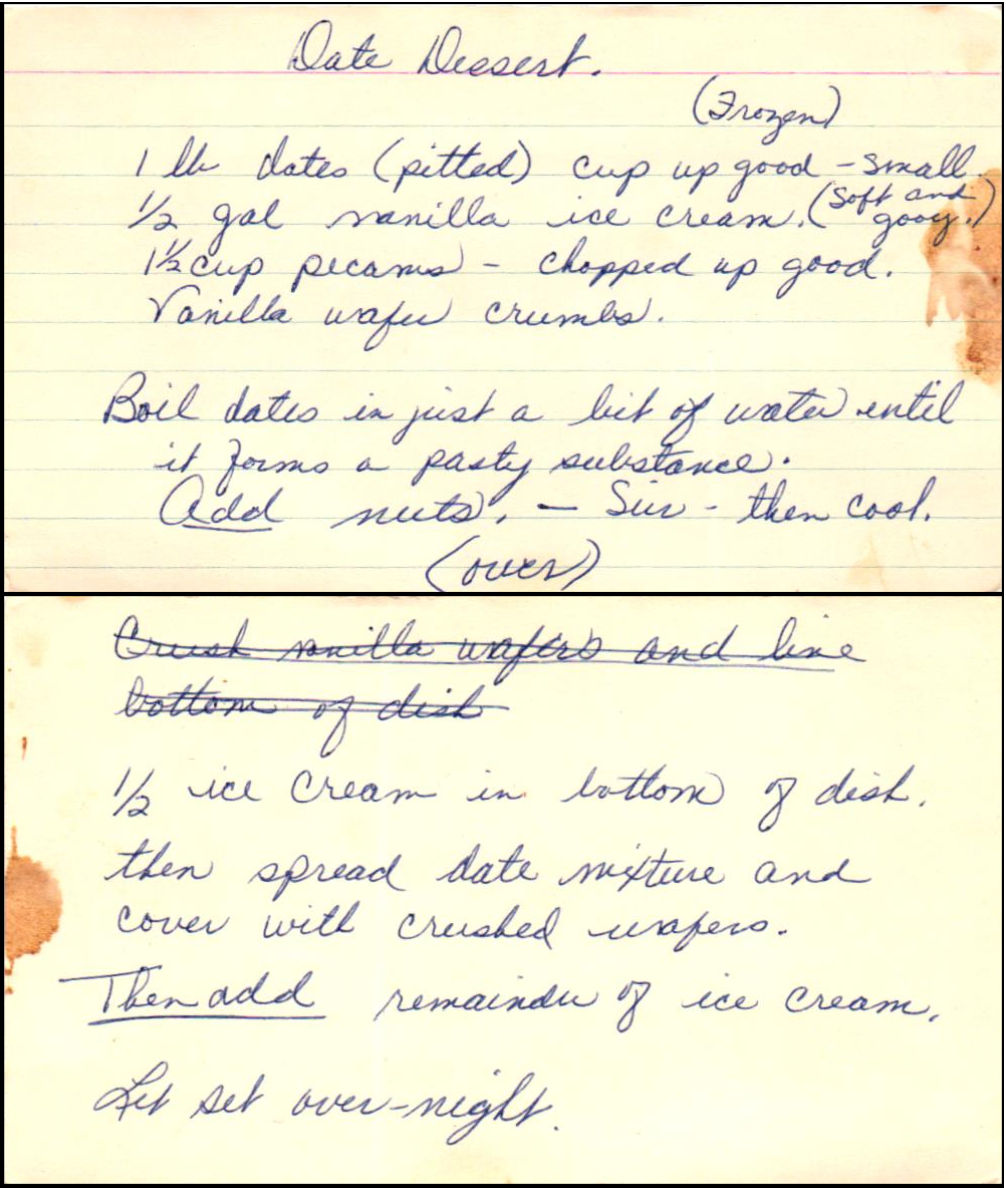 Date Dessert.
(Frozen)
1 lb dates (pitted) cup up good - small.
1/2 gal vanilla ice cream. (Soft and gooy.)
1 1/2 cup pecans - chopped up good.
Vanilla wafer crumbs.
Boil dates in just a bit of water until
it forms a pasty substance.
Add nuts. - Stir - then cool.
(over)
Crush vanilla wafers and line
bottom of dish
1/2 ice cream in bottom of dish.
then spread date mixture and
cover with crushed wafers.
Then add remainder of ice cream.
Let set over-night.